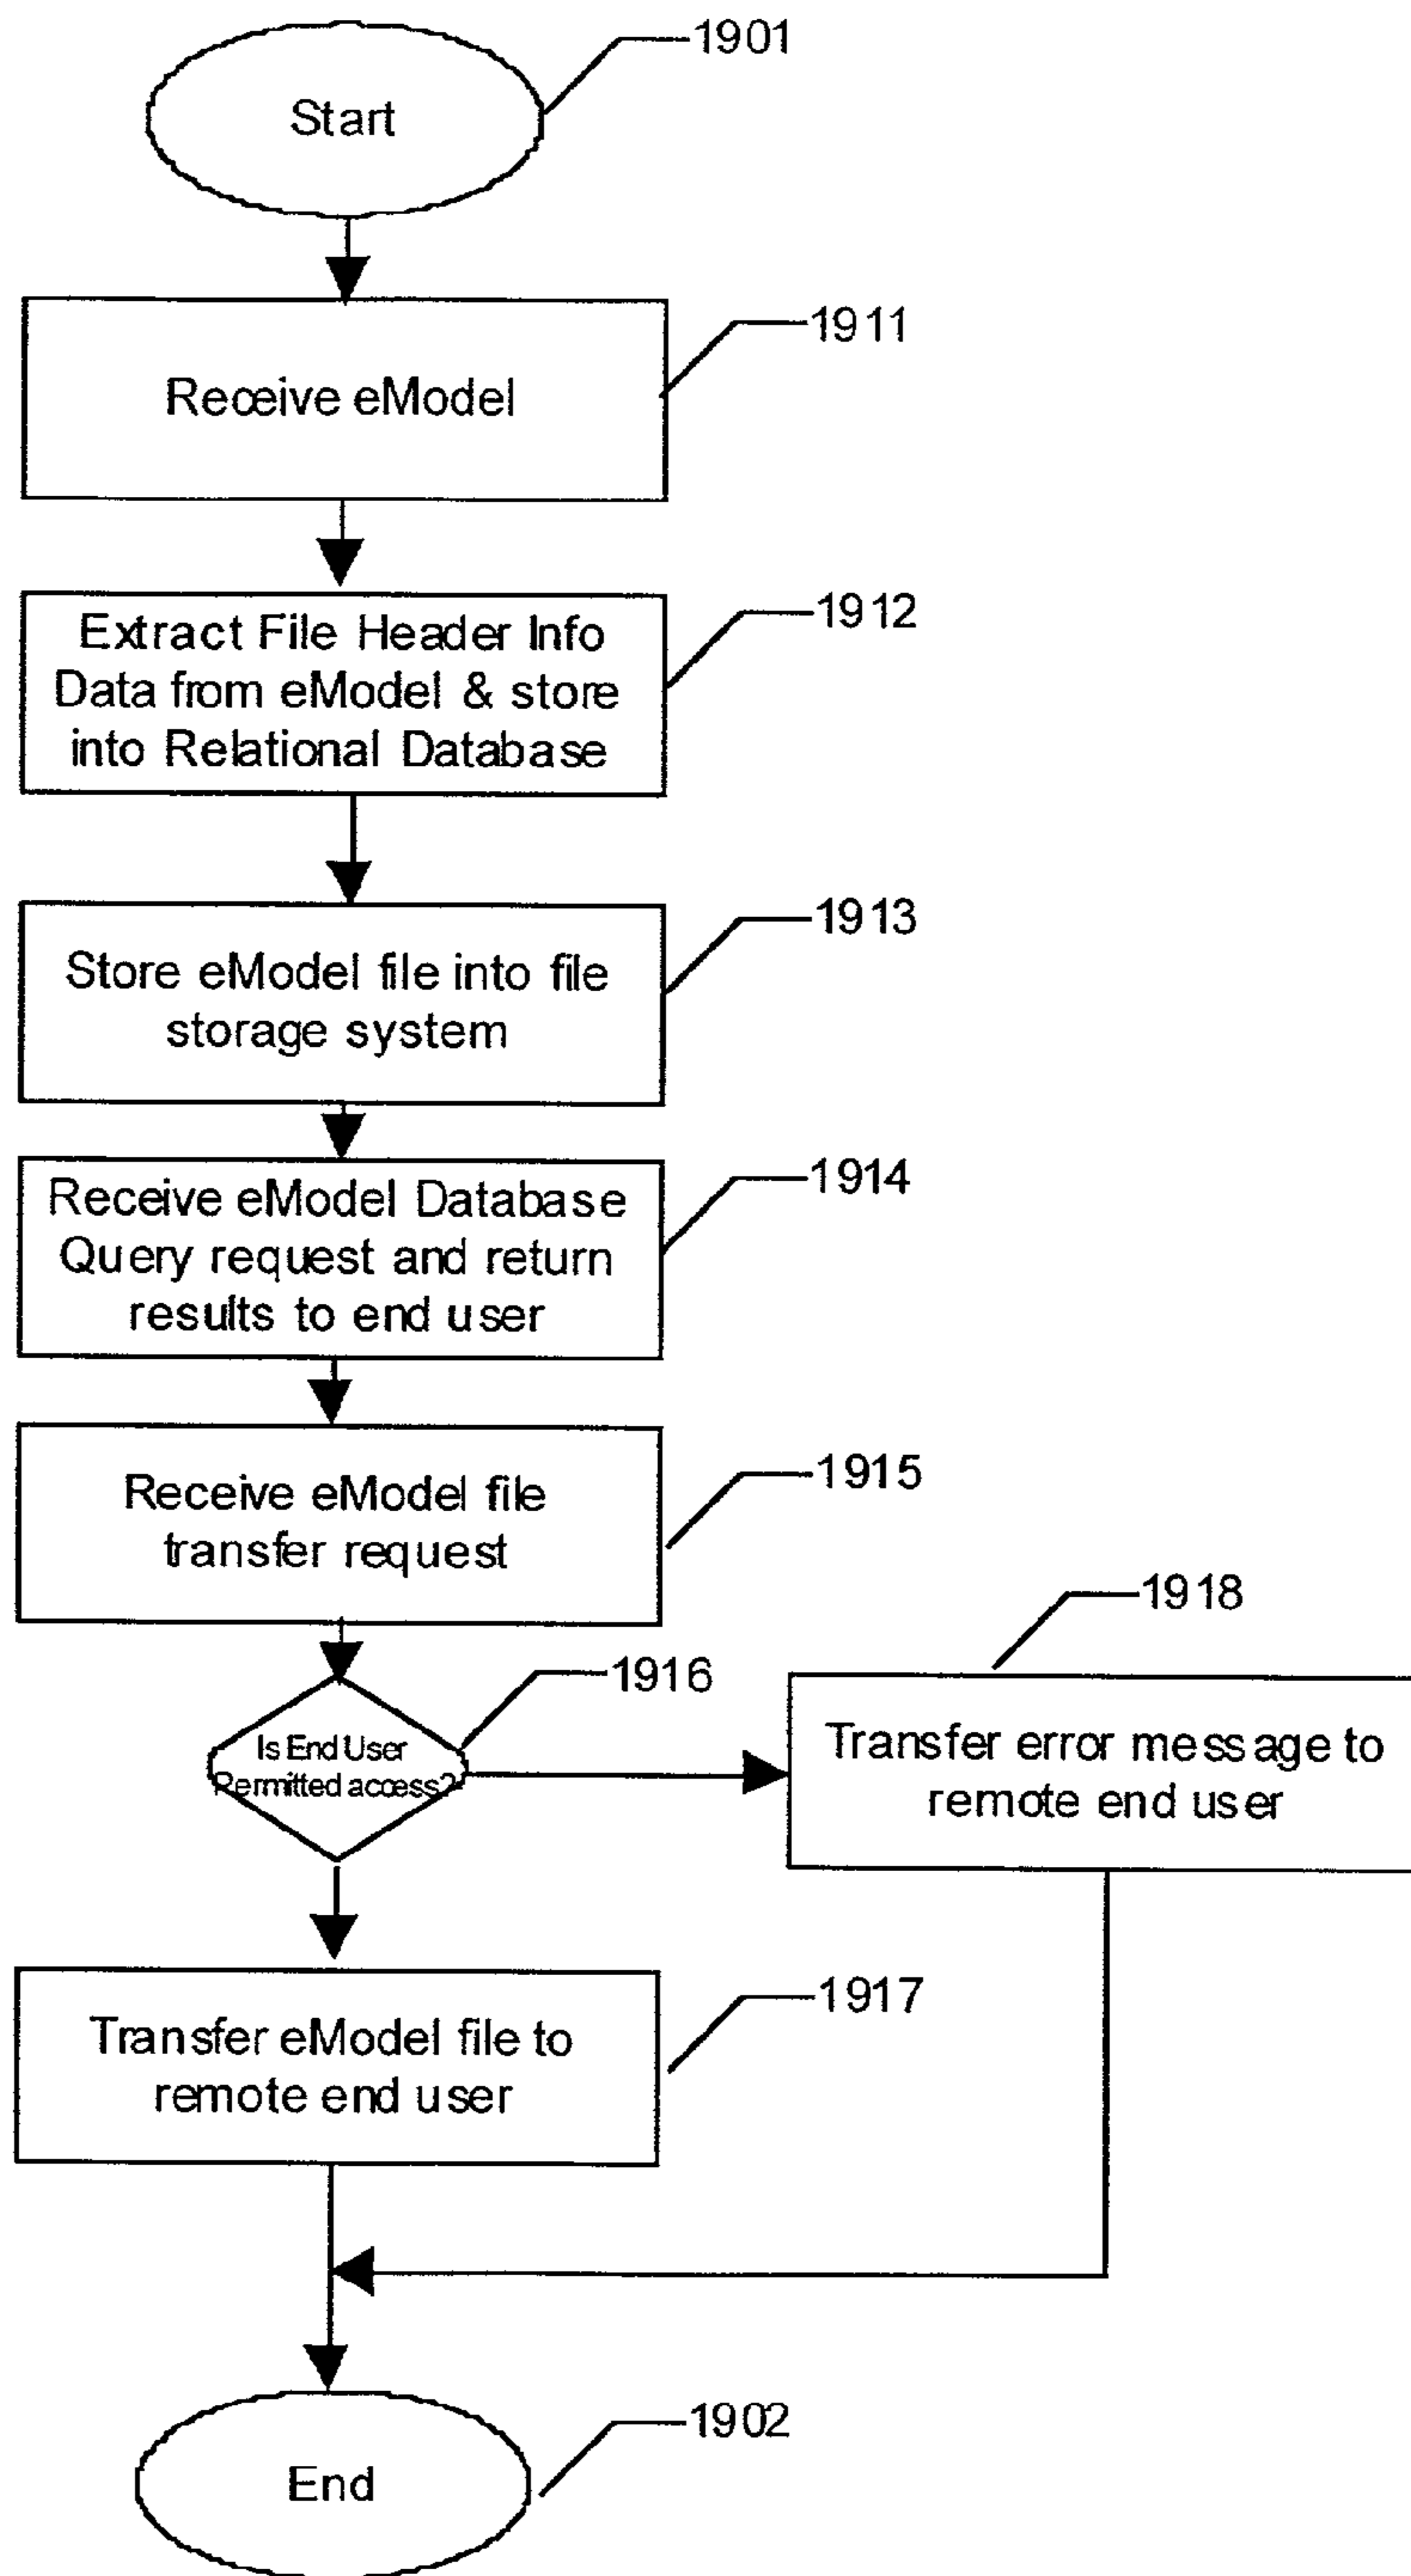 1901
Start
1911
Receive eModel
1912
Extract File Header Info
Data from eModel & store
into Relational Database
1913
Store eModel file into file
storage system
1914
Receive eModel Database
Query request and return
results to end user
1915
Receive eModel file
transfer request
1918
1916
Is End User
Permitted access?
Transfer error message to
remote end user
1917
Transfer eModel file to
remote end user
1902
End